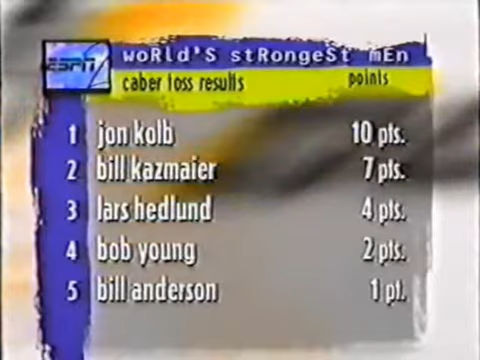 ESPN2 woRld'S stRongeSt mEn
caber toss results points
1 jon kolb 10 pts.
2 bill kazmaier 7 pts.
3 lars hedlund 4 pts.
4 bob young 2 pts.
5 bill anderson 1 pt.